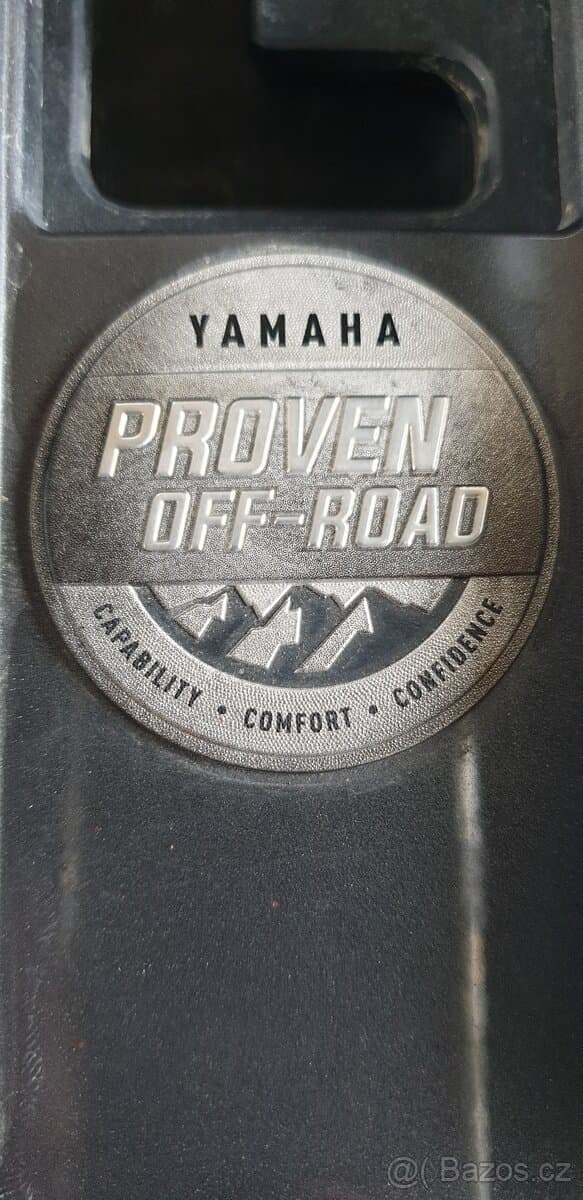 YAMAHA
PROVEN
OFF-ROAD
CAPABILITY • COMFORT • CONFIDENCE
@( Bazos.cz